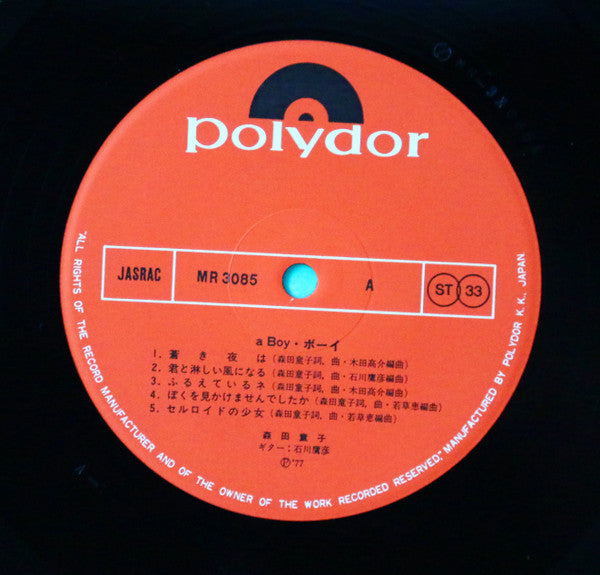 polydor
JASRAC MR 3085 A ST 33
a Boy・ボーイ
1. 蒼き夜は(森田童子詞, 曲・木田高介編曲)
2. 君と淋しい風になる(森田童子詞, 曲・石川鷹彦編曲)
3. ふるえているネ(森田童子詞, 曲・木田高介編曲)
4. ぼくを見かけませんでしたか(森田童子詞, 曲・若草恵編曲)
5. セルロイドの少女(森田童子詞, 曲・若草恵編曲)
森田童子
ギター:石川鷹彦
Ⓟ'77
"ALL RIGHTS OF THE RECORD MANUFACTURER AND OF THE OWNER OF THE WORK RECORDED RESERVED," MANUFACTURED BY POLYDOR K. K., JAPAN.